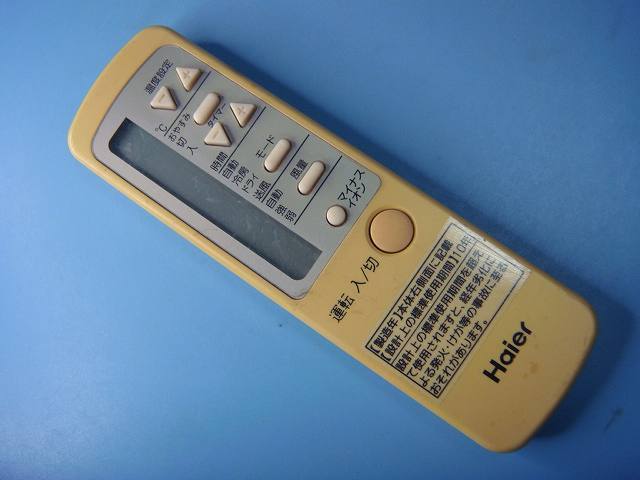 温度設定
− +
℃
おやすみ
切 タイマー
入 − +
時間
自動 モード
冷房
ドライ
送風
自動 風量
強
弱
マイナス
イオン
運転 入/切
【製造年】本体右側面に記載
【設計上の標準使用期間】10年
設計上の標準使用期間を超え
て使用されますと、経年劣化に
よる発火・けが等の事故に至る
おそれがあります。
Haier